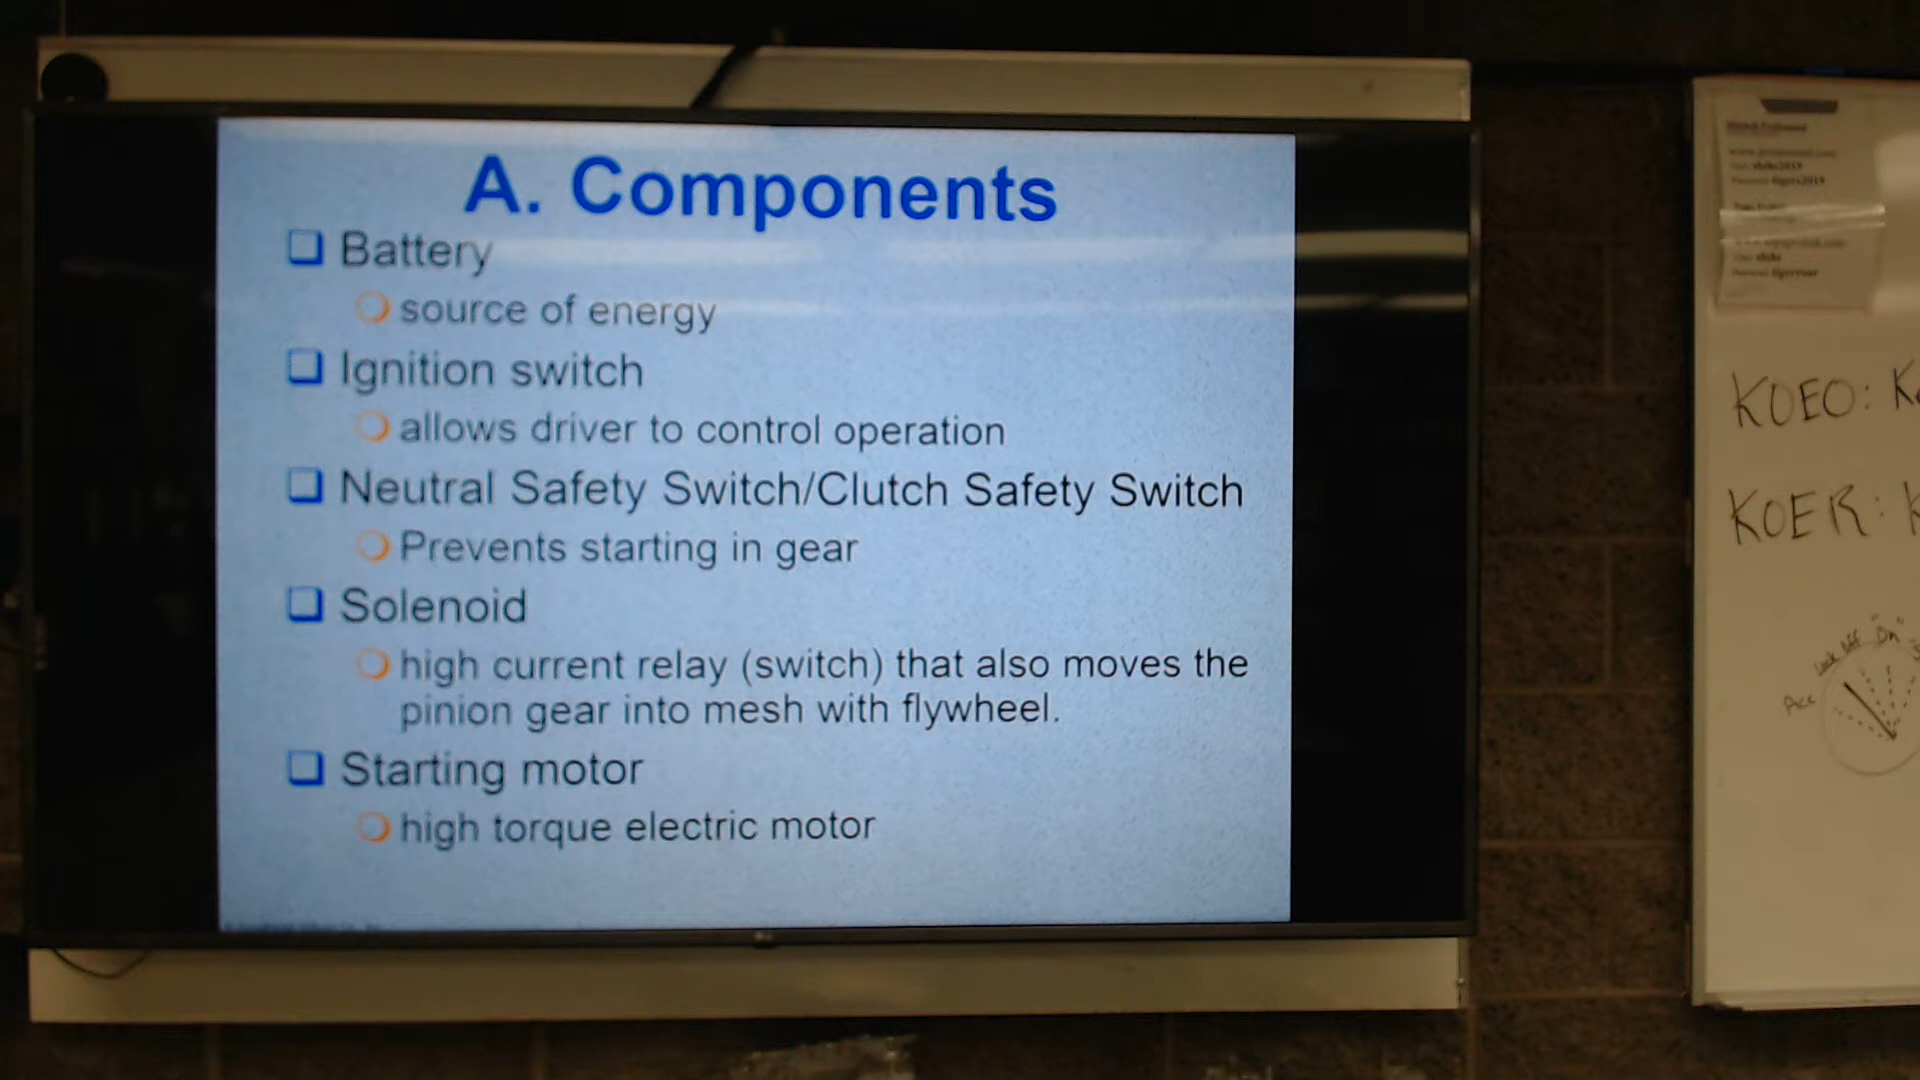 A. Components
Battery
source of energy
Ignition switch
allows driver to control operation
Neutral Safety Switch/Clutch Safety Switch
Prevents starting in gear
Solenoid
high current relay (switch) that also moves the
pinion gear into mesh with flywheel.
Starting motor
high torque electric motor
KOEO: K
KOER: K
Acc Lock Off "On"